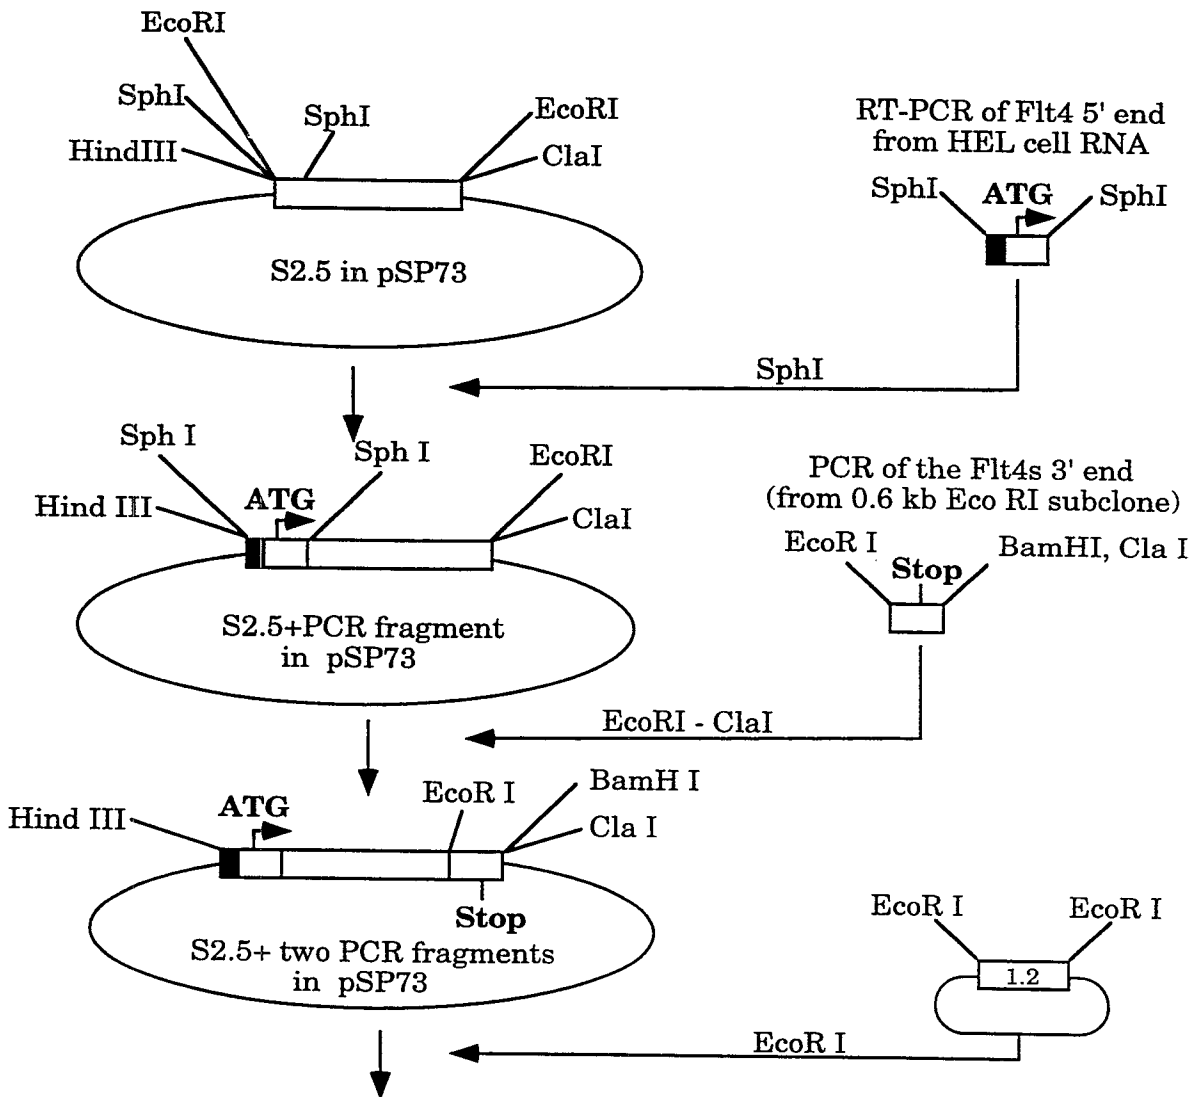 EcoRI
SphI
SphI
HindIII
EcoRI
ClaI
S2.5 in pSP73
RT-PCR of Flt4 5' end
from HEL cell RNA
SphI
ATG
SphI
SphI
Sph I
Sph I
EcoRI
Hind III
ATG
ClaI
S2.5+PCR fragment
in pSP73
PCR of the Flt4s 3' end
(from 0.6 kb Eco RI subclone)
EcoR I
BamHI, Cla I
Stop
EcoRI - ClaI
Hind III
ATG
EcoR I
BamH I
Cla I
Stop
S2.5+ two PCR fragments
in pSP73
EcoR I
EcoR I
1.2
EcoR I